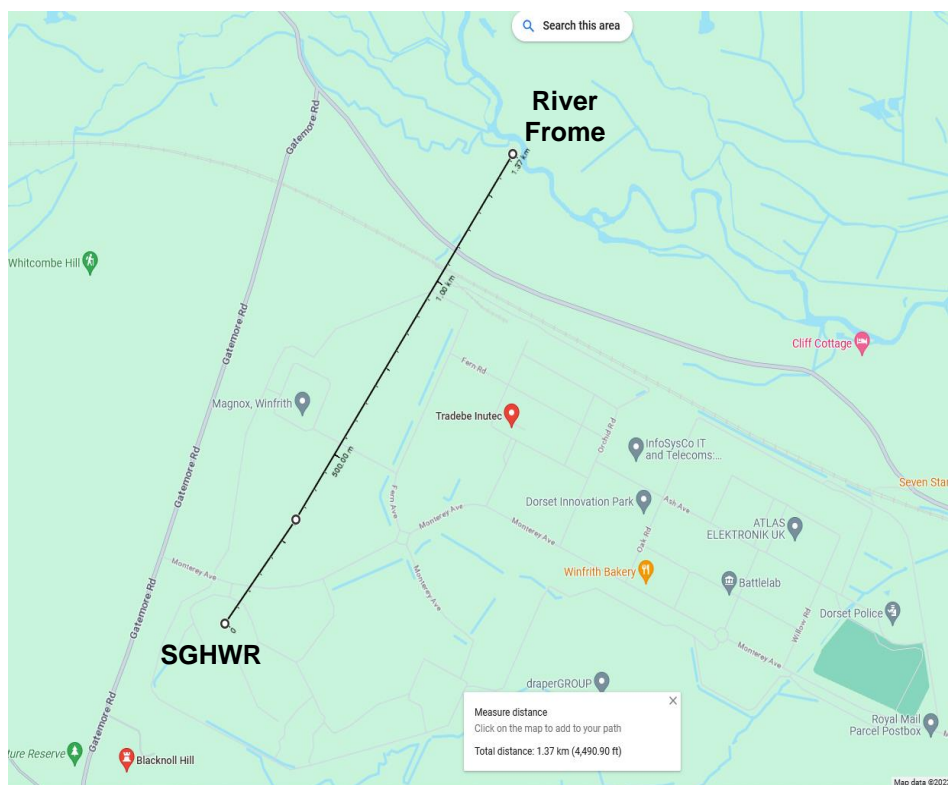 Search this area
River
Frome
Gatemore Rd
Gatemore Rd
1.37 km
Whitcombe Hill
1.00 km
Gatemore Rd
Cliff Cottage
Fern Rd
Magnox, Winfrith
Tradebe Inutec
Orchid Rd
InfoSysCo IT
and Telecoms:...
500.00 m
Gatemore Rd
Seven Star
Fern Ave
Dorset Innovation Park
Ash Ave
Monterey Ave
Monterey Ave
ATLAS
ELEKTRONIK UK
Oak Rd
Monterey Ave
Winfrith Bakery
Battlelab
Monterey Ave
Gatemore Rd
Willow Rd
Dorset Police
0
SGHWR
Monterey Ave
draperGROUP
Gatemore Rd
Measure distance
Click on the map to add to your path
Total distance: 1.37 km (4,490.90 ft)
Royal Mail
Parcel Postbox
ture Reserve
Blacknoll Hill